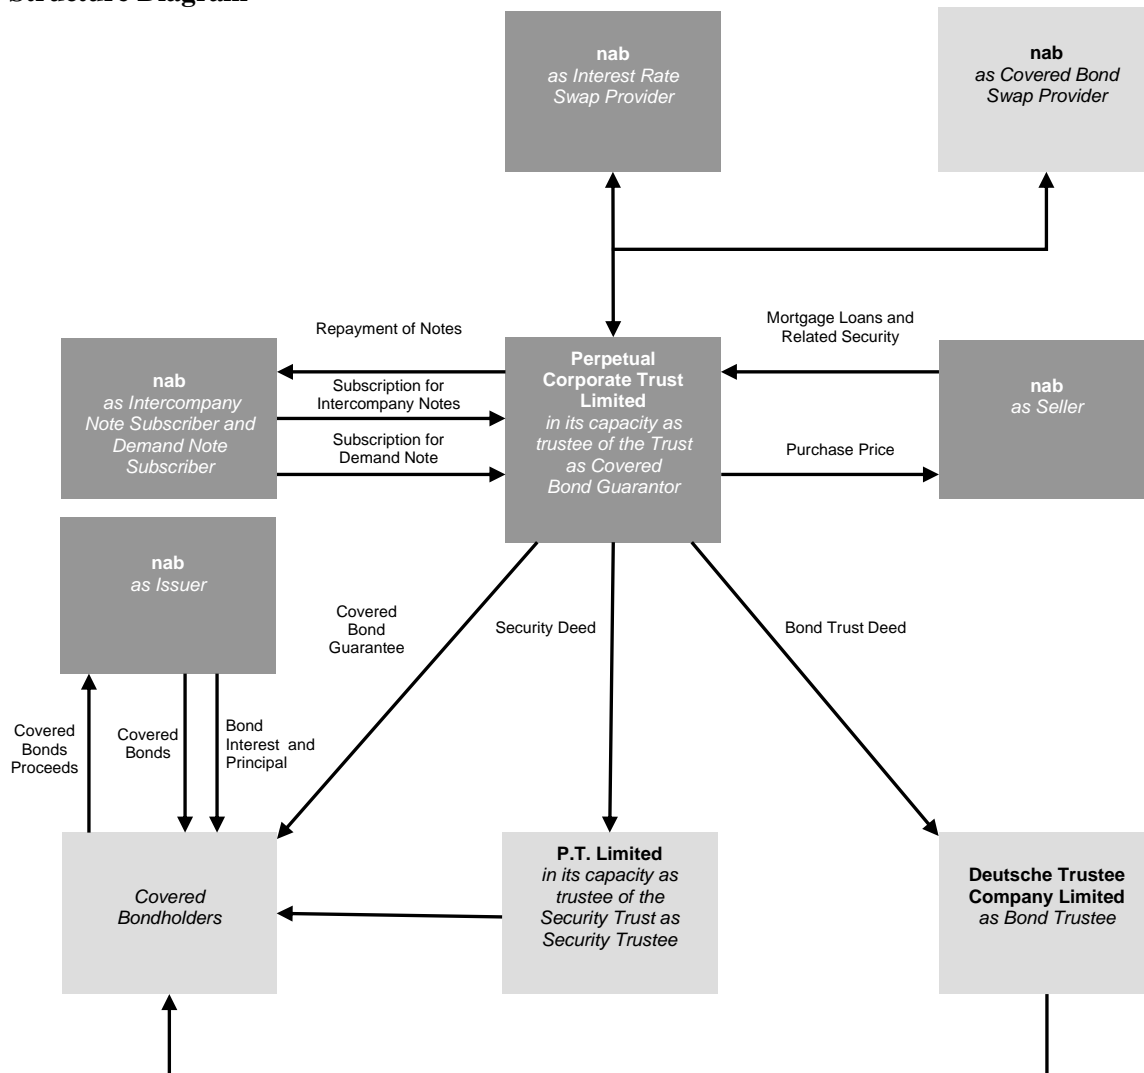 Structure Diagram
nab
as Interest Rate
Swap Provider
nab
as Covered Bond
Swap Provider
Repayment of Notes
Mortgage Loans and
Related Security
nab
as Intercompany
Note Subscriber and
Demand Note
Subscriber
Subscription for
Intercompany Notes
Subscription for
Demand Note
Perpetual
Corporate Trust
Limited
in its capacity as
trustee of the Trust
as Covered
Bond Guarantor
nab
as Seller
Purchase Price
nab
as Issuer
Covered
Bond
Guarantee
Security Deed
Bond Trust Deed
Covered
Bonds
Proceeds
Covered
Bonds
Bond
Interest and
Principal
Covered
Bondholders
P.T. Limited
in its capacity as
trustee of the
Security Trust as
Security Trustee
Deutsche Trustee
Company Limited
as Bond Trustee